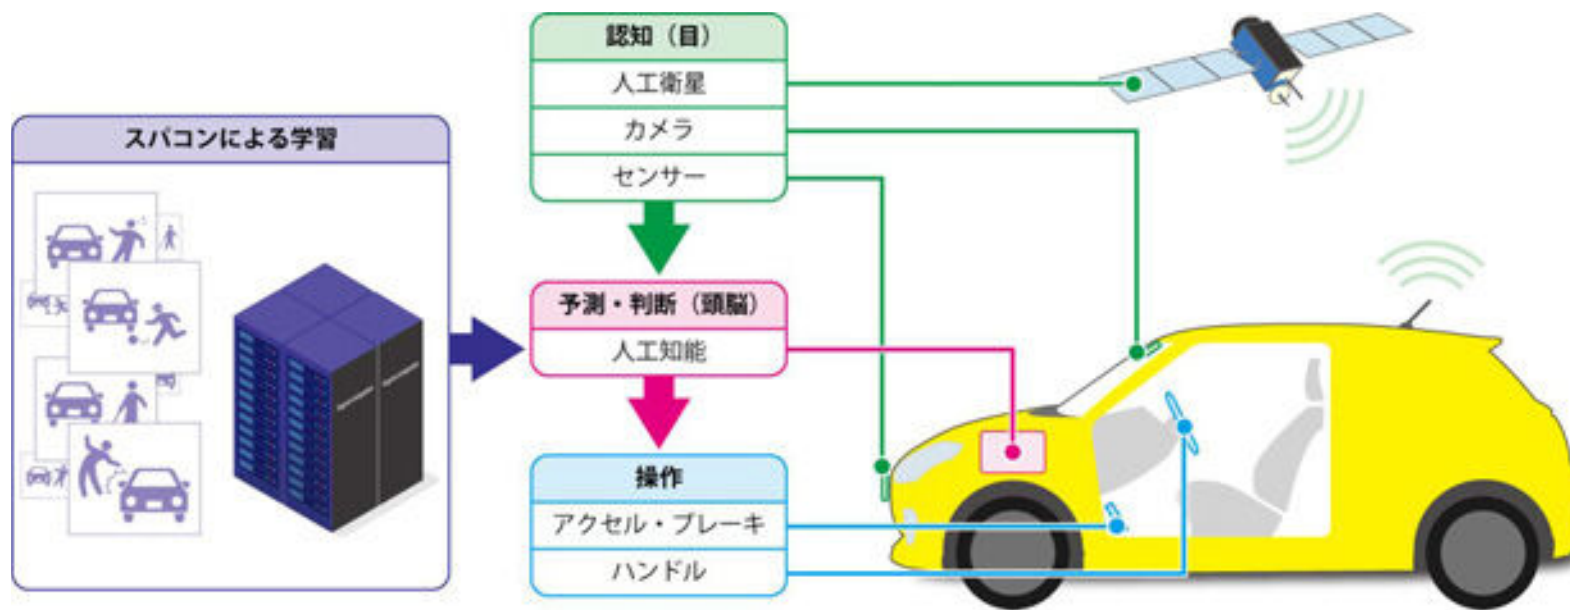 スパコンによる学習
認知（目）
人工衛星
カメラ
センサー
予測・判断（頭脳）
人工知能
操作
アクセル・ブレーキ
ハンドル